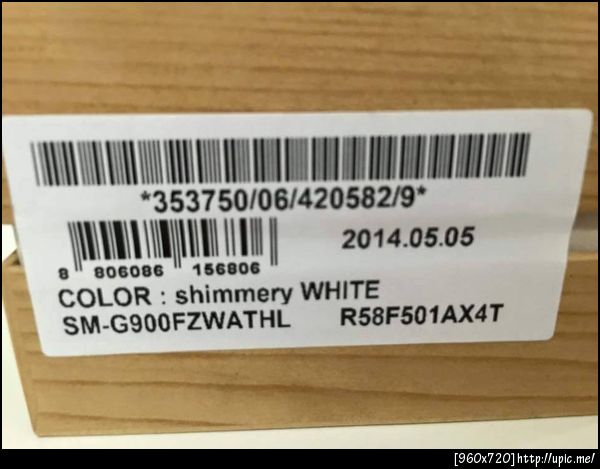 *353750/06/420582/9*
2014.05.05
8 806086 156806
COLOR : shimmery WHITE
SM-G900FZWATHL R58F501AX4T
[960x720]http://upic.me/